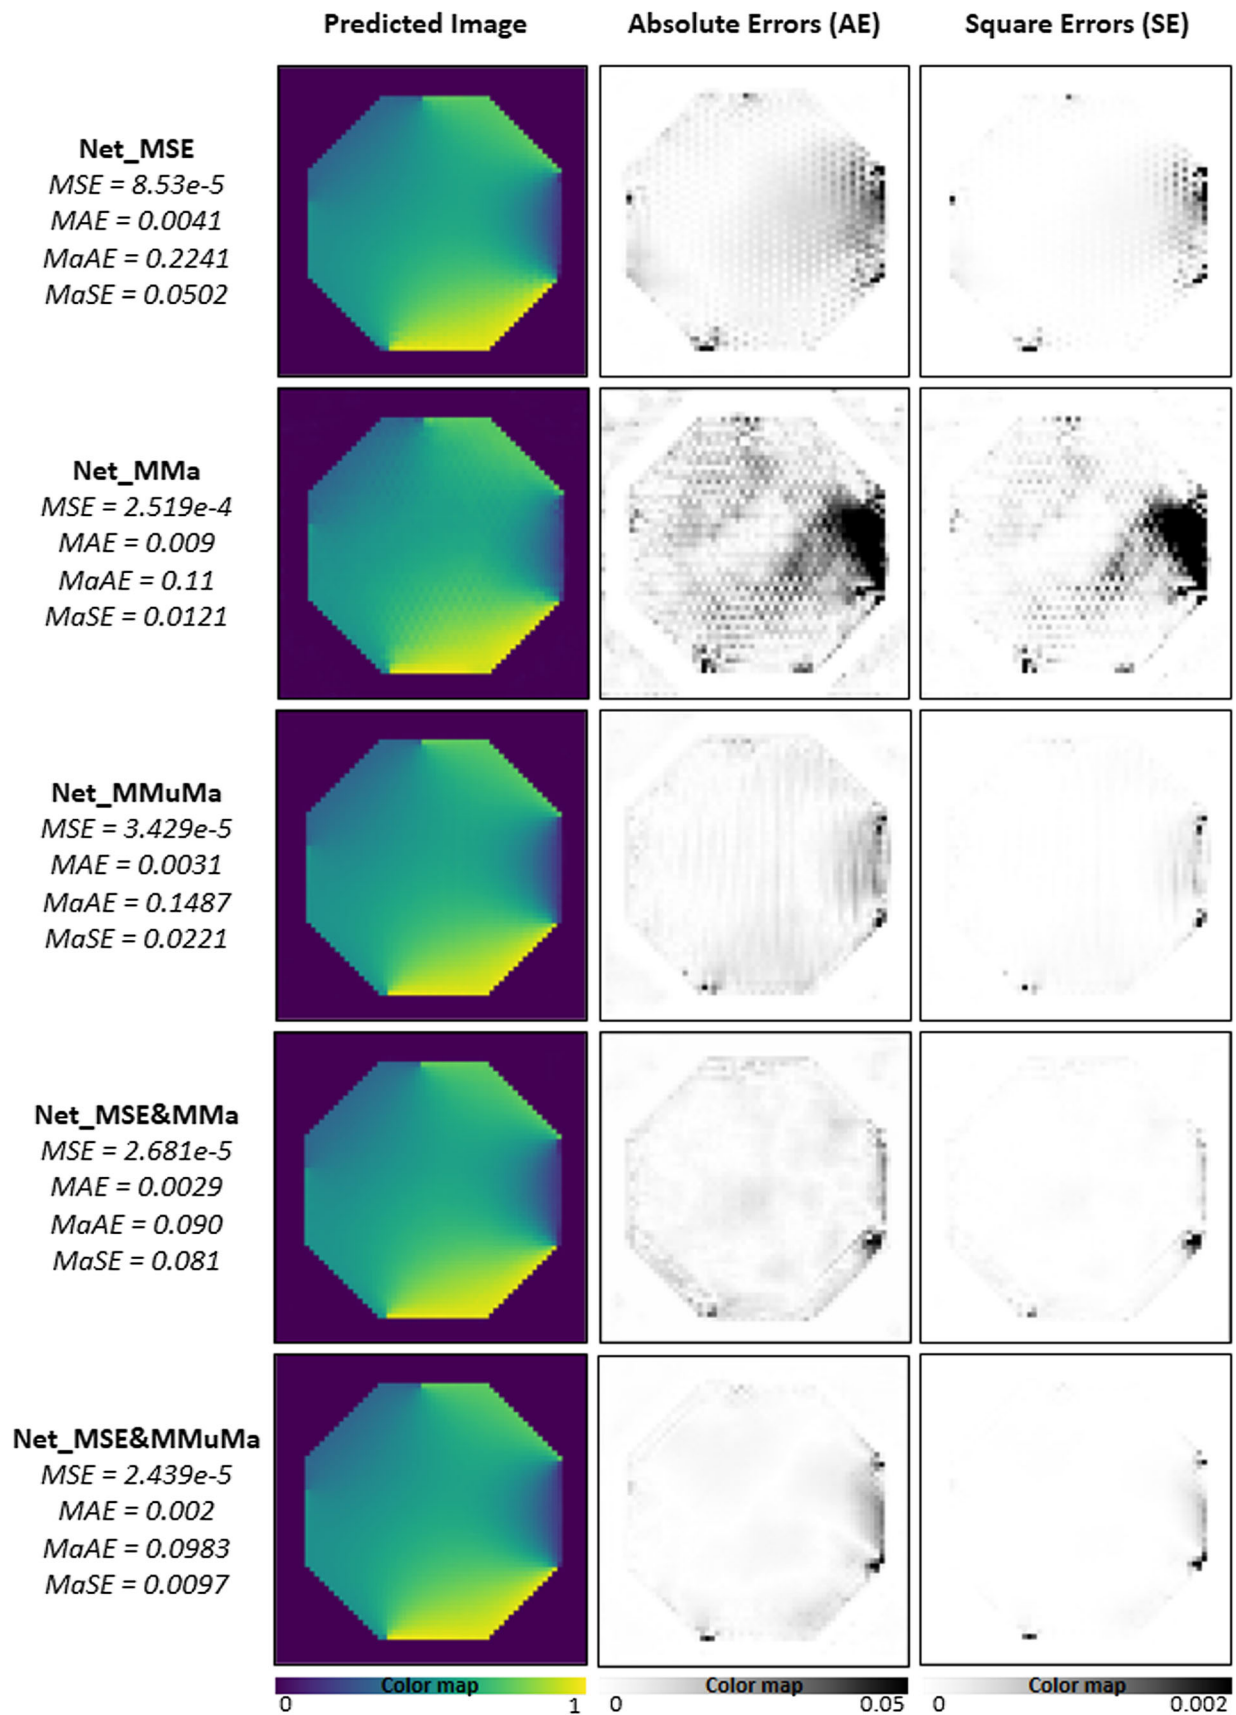 Predicted Image Absolute Errors (AE) Square Errors (SE)
Net_MSE
MSE = 8.53e-5
MAE = 0.0041
MaAE = 0.2241
MaSE = 0.0502
Net_MMa
MSE = 2.519e-4
MAE = 0.009
MaAE = 0.11
MaSE = 0.0121
Net_MMuMa
MSE = 3.429e-5
MAE = 0.0031
MaAE = 0.1487
MaSE = 0.0221
Net_MSE&MMa
MSE = 2.681e-5
MAE = 0.0029
MaAE = 0.090
MaSE = 0.081
Net_MSE&MMuMa
MSE = 2.439e-5
MAE = 0.002
MaAE = 0.0983
MaSE = 0.0097
Color map Color map Color map
0 1 0 0.05 0 0.002